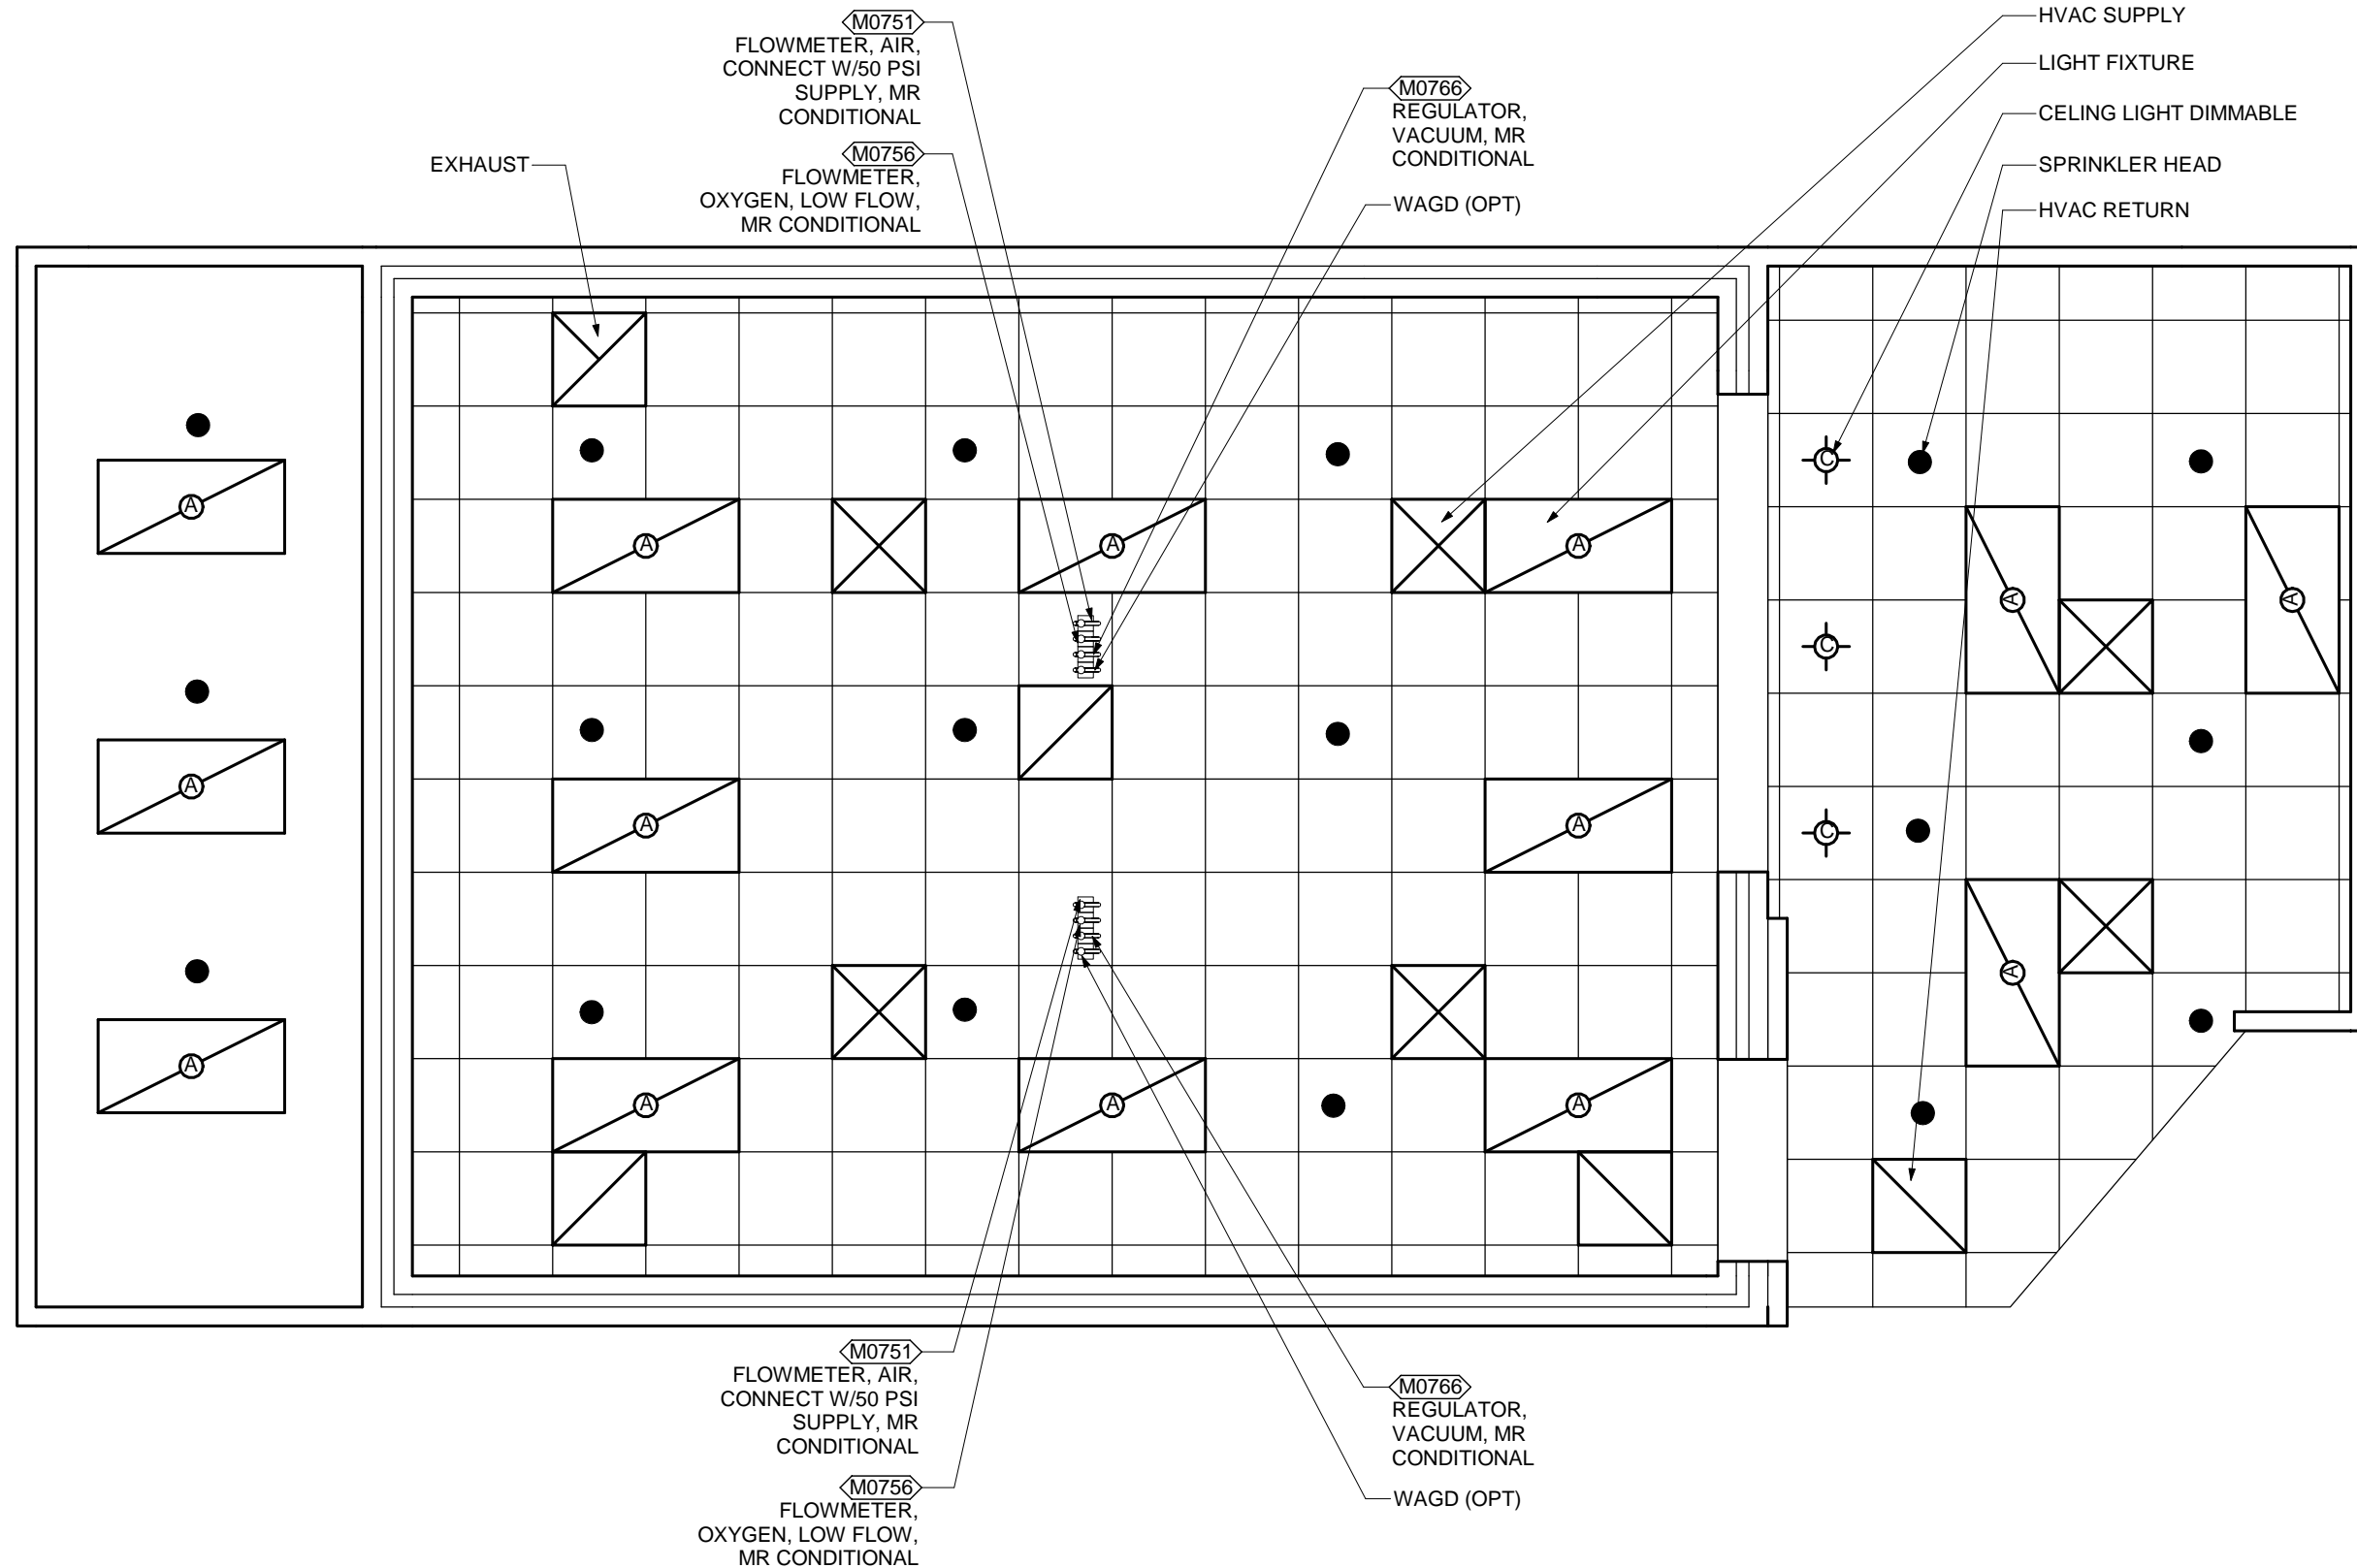 M0751
FLOWMETER, AIR,
CONNECT W/50 PSI
SUPPLY, MR
CONDITIONAL
M0756
FLOWMETER,
OXYGEN, LOW FLOW,
MR CONDITIONAL
EXHAUST
M0766
REGULATOR,
VACUUM, MR
CONDITIONAL
WAGD (OPT)
HVAC SUPPLY
LIGHT FIXTURE
CELING LIGHT DIMMABLE
SPRINKLER HEAD
HVAC RETURN
A
A
A
A
A
A
A
A
A
A
A
C
C
C
A
A
A
M0751
FLOWMETER, AIR,
CONNECT W/50 PSI
SUPPLY, MR
CONDITIONAL
M0756
FLOWMETER,
OXYGEN, LOW FLOW,
MR CONDITIONAL
M0766
REGULATOR,
VACUUM, MR
CONDITIONAL
WAGD (OPT)